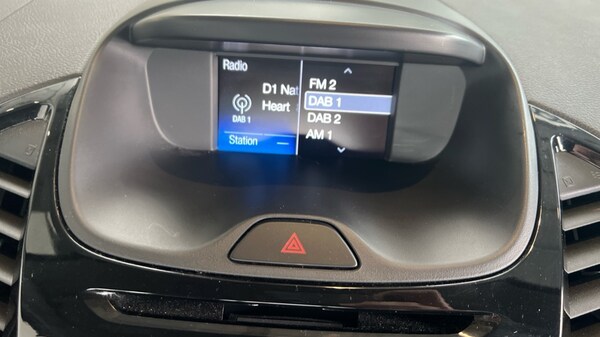 Radio
D1 Nat
Heart
DAB 1
Station
FM 2
DAB 1
DAB 2
AM 1